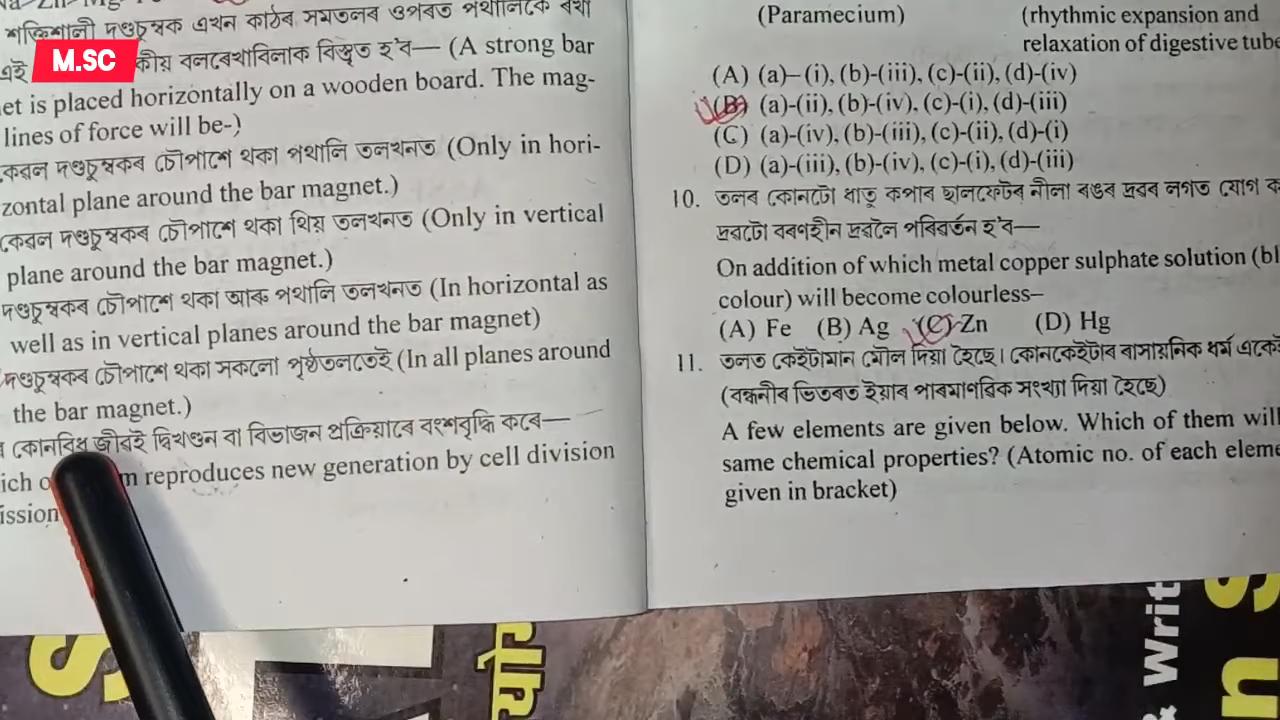 শক্তিশালী দণ্ডচুম্বক এখন কাঠৰ সমতলৰ ওপৰত পথালিকৈ ৰখা
M.SC
এই কীয় বলৰেখাবিলাক বিস্তৃত হ'ব— (A strong bar
et is placed horizontally on a wooden board. The mag-
lines of force will be-)
কেৱল দণ্ডচুম্বকৰ চৌপাশে থকা পথালি তলখনত (Only in hori-
zontal plane around the bar magnet.)
কেৱল দণ্ডচুম্বকৰ চৌপাশে থকা থিয় তলখনত (Only in vertical
plane around the bar magnet.)
দণ্ডচুম্বকৰ চৌপাশে থকা আৰু পথালি তলখনত (In horizontal as
well as in vertical planes around the bar magnet)
দণ্ডচুম্বকৰ চৌপাশে থকা সকলো পৃষ্ঠতলতেই (In all planes around
the bar magnet.)
কোনবিধ জীৱই দ্বিখণ্ডন বা বিভাজন প্ৰক্ৰিয়াৰে বংশবৃদ্ধি কৰে—
ich o m reproduces new generation by cell division
ission
(Paramecium) (rhythmic expansion and
relaxation of digestive tube
(A) (a)–(i), (b)-(iii), (c)-(ii), (d)-(iv)
(B) (a)-(ii), (b)-(iv), (c)-(i), (d)-(iii)
(C) (a)-(iv), (b)-(iii), (c)-(ii), (d)-(i)
(D) (a)-(iii), (b)-(iv), (c)-(i), (d)-(iii)
10. তলৰ কোনটো ধাতু কপাৰ ছালফেটৰ নীলা ৰঙৰ দ্ৰৱৰ লগত যোগ ক
দ্ৰৱটো বৰণহীন দ্ৰৱলৈ পৰিৱৰ্তন হ'ব—
On addition of which metal copper sulphate solution (bl
colour) will become colourless–
(A) Fe (B) Ag (C) Zn (D) Hg
11. তলত কেইটামান মৌল দিয়া হৈছে। কোনকেইটাৰ ৰাসায়নিক ধৰ্ম একেই
(বন্ধনীৰ ভিতৰত ইয়াৰ পাৰমাণৱিক সংখ্যা দিয়া হৈছে)
A few elements are given below. Which of them will
same chemical properties? (Atomic no. of each eleme
given in bracket)
& Writ